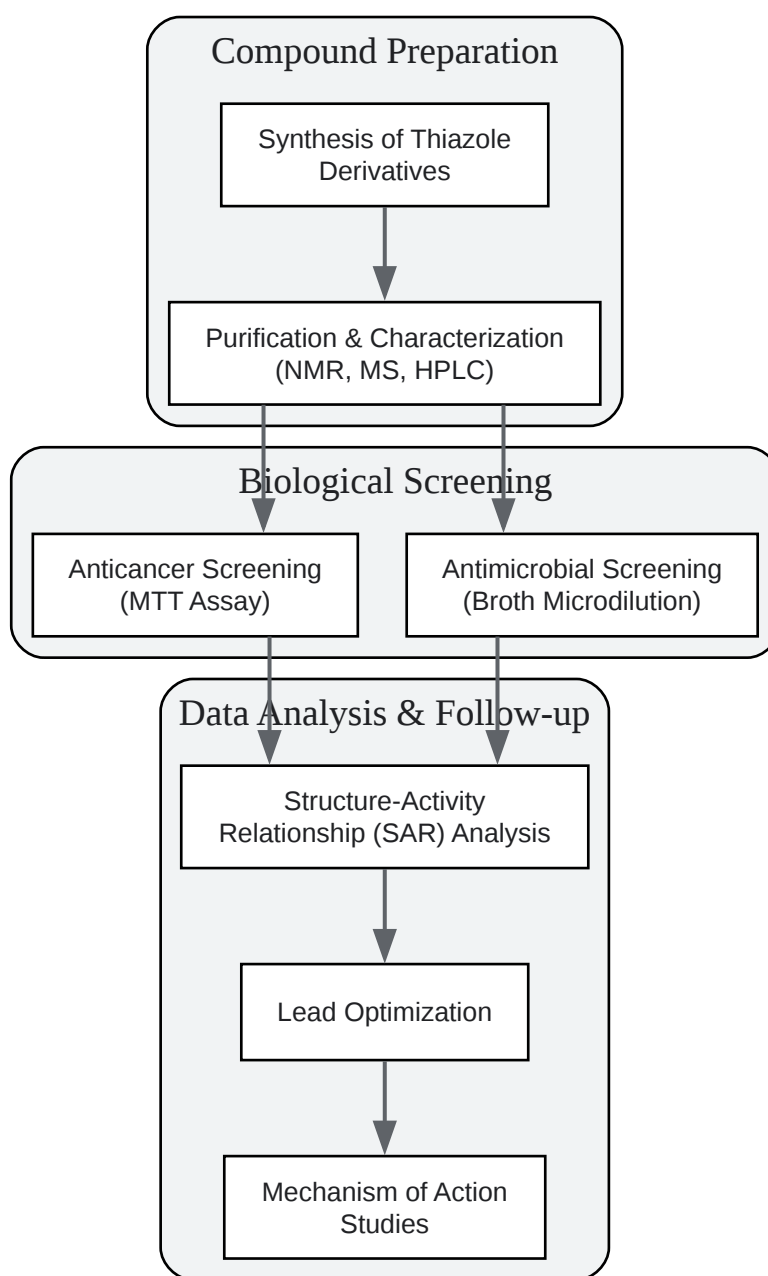 Compound Preparation
Synthesis of Thiazole
Derivatives
Purification & Characterization
(NMR, MS, HPLC)
Biological Screening
Anticancer Screening
(MTT Assay)
Antimicrobial Screening
(Broth Microdilution)
Data Analysis & Follow-up
Structure-Activity
Relationship (SAR) Analysis
Lead Optimization
Mechanism of Action
Studies